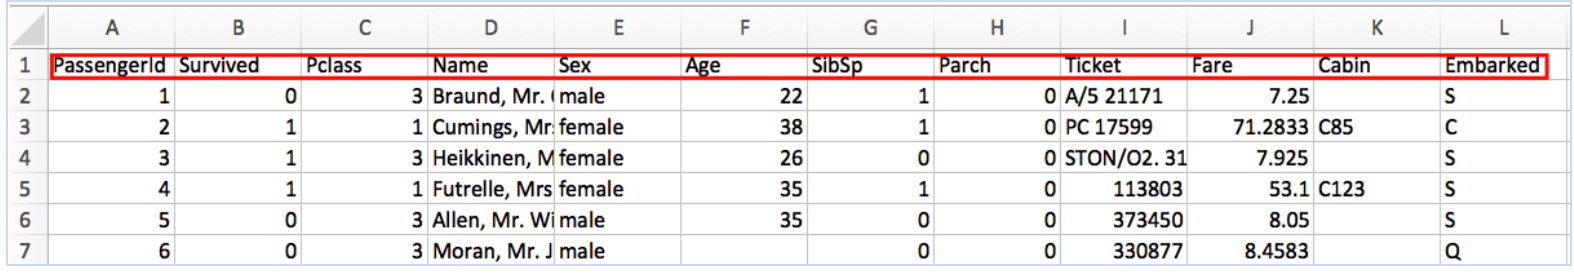 A B C D E F G H I J K L
1 PassengerId Survived Pclass Name Sex Age SibSp Parch Ticket Fare Cabin Embarked
2 1 0 3 Braund, Mr. male 22 1 0 A/5 21171 7.25 S
3 2 1 1 Cumings, Mrs female 38 1 0 PC 17599 71.2833 C85 C
4 3 1 3 Heikkinen, M female 26 0 0 STON/O2. 31 7.925 S
5 4 1 1 Futrelle, Mrs female 35 1 0 113803 53.1 C123 S
6 5 0 3 Allen, Mr. Wi male 35 0 0 373450 8.05 S
7 6 0 3 Moran, Mr. J male 0 0 330877 8.4583 Q